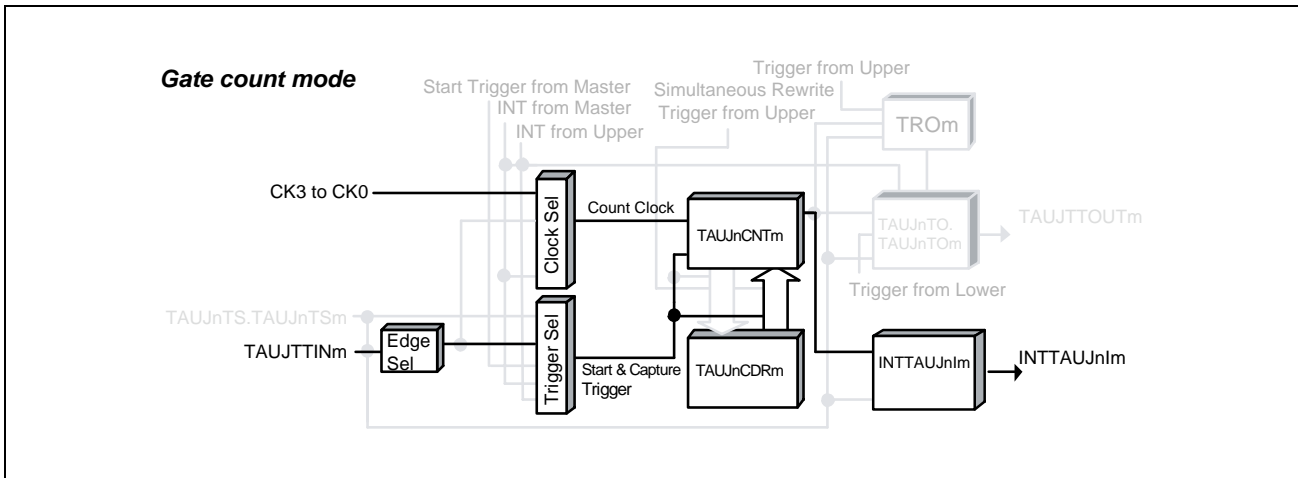 Gate count mode
Trigger from Upper
Start Trigger from Master
Simultaneous Rewrite
INT from Master
Trigger from Upper
INT from Upper
TROm
CK3 to CK0
Clock Sel
Count Clock
TAUJnCNTm
TAUJnTO.
TAUJnTOm
TAUJTTOUTm
Trigger from Lower
TAUJnTS.TAUJnTSm
TAUJTTINm
Edge
Sel
Trigger Sel
Start & Capture
Trigger
TAUJnCDRm
INTTAUJnIm
INTTAUJnIm